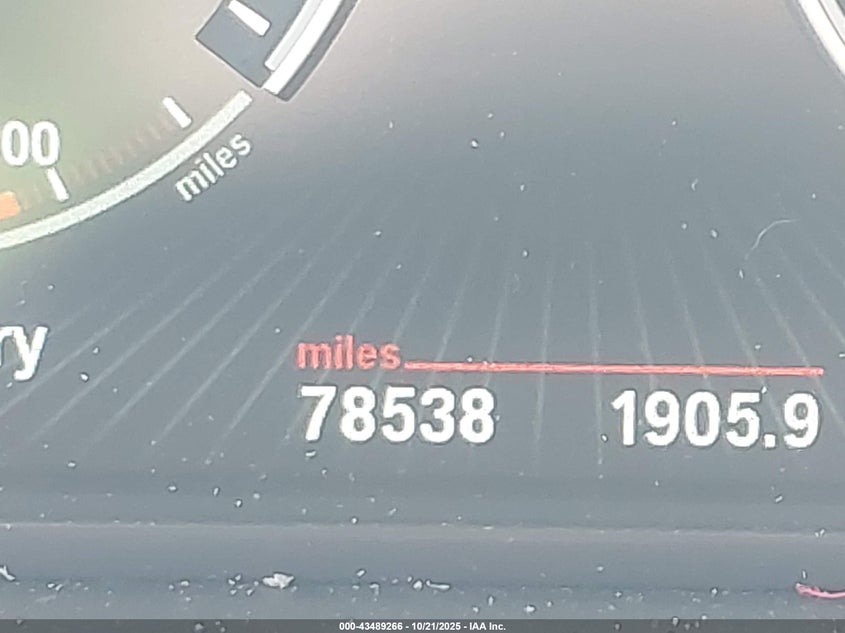 00
miles
ry
miles
78538 1905.9
000-43489266 - 10/21/2025 - IAA Inc.